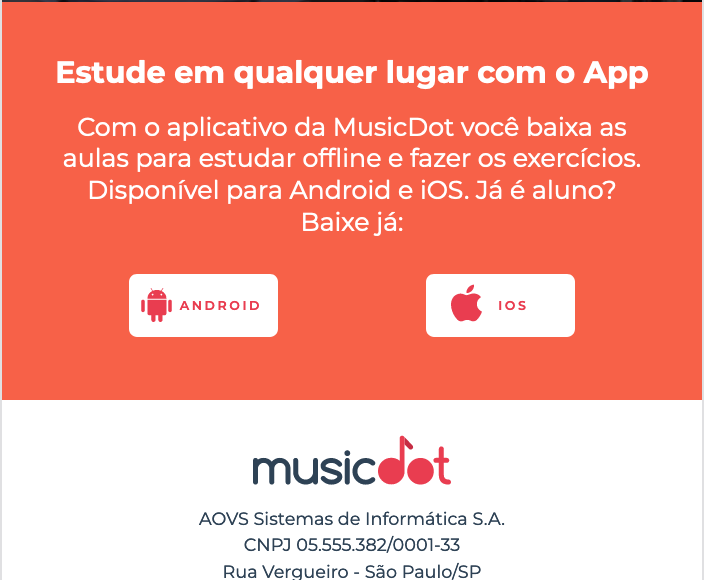 Estude em qualquer lugar com o App
Com o aplicativo da MusicDot você baixa as
aulas para estudar offline e fazer os exercícios.
Disponível para Android e iOS. Já é aluno?
Baixe já:
ANDROID
IOS
musicdot
AOVS Sistemas de Informática S.A.
CNPJ 05.555.382/0001-33
Rua Vergueiro - São Paulo/SP